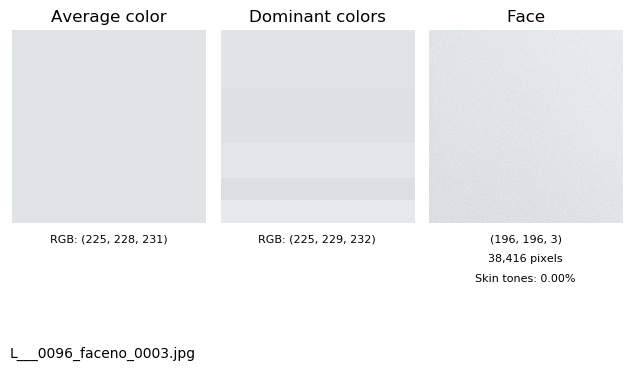 Average color
Dominant colors
Face
RGB: (225, 228, 231)
RGB: (225, 229, 232)
(196, 196, 3)
38,416 pixels
Skin tones: 0.00%
L___0096_faceno_0003.jpg